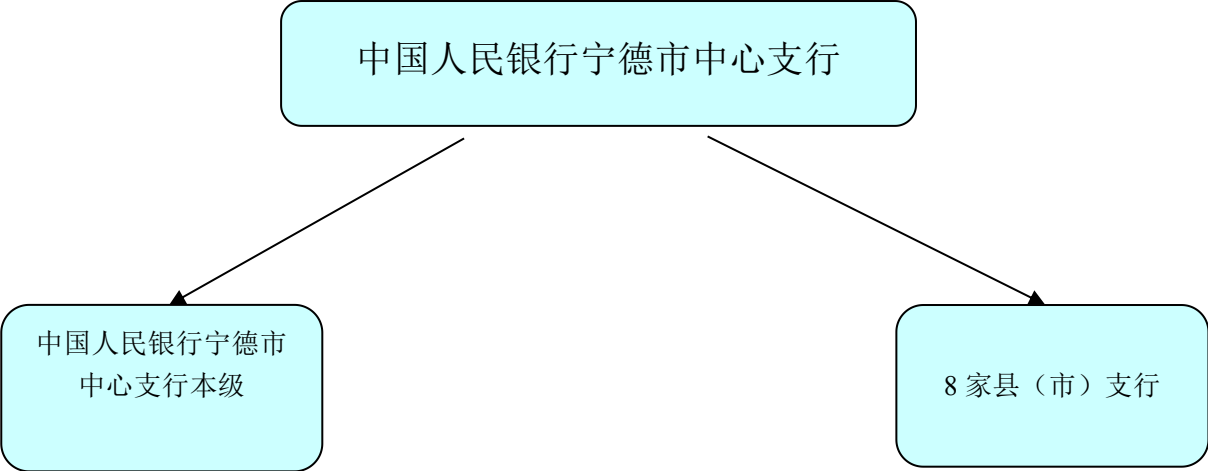 中国人民银行宁德市中心支行
中国人民银行宁德市
中心支行本级
8 家县（市）支行